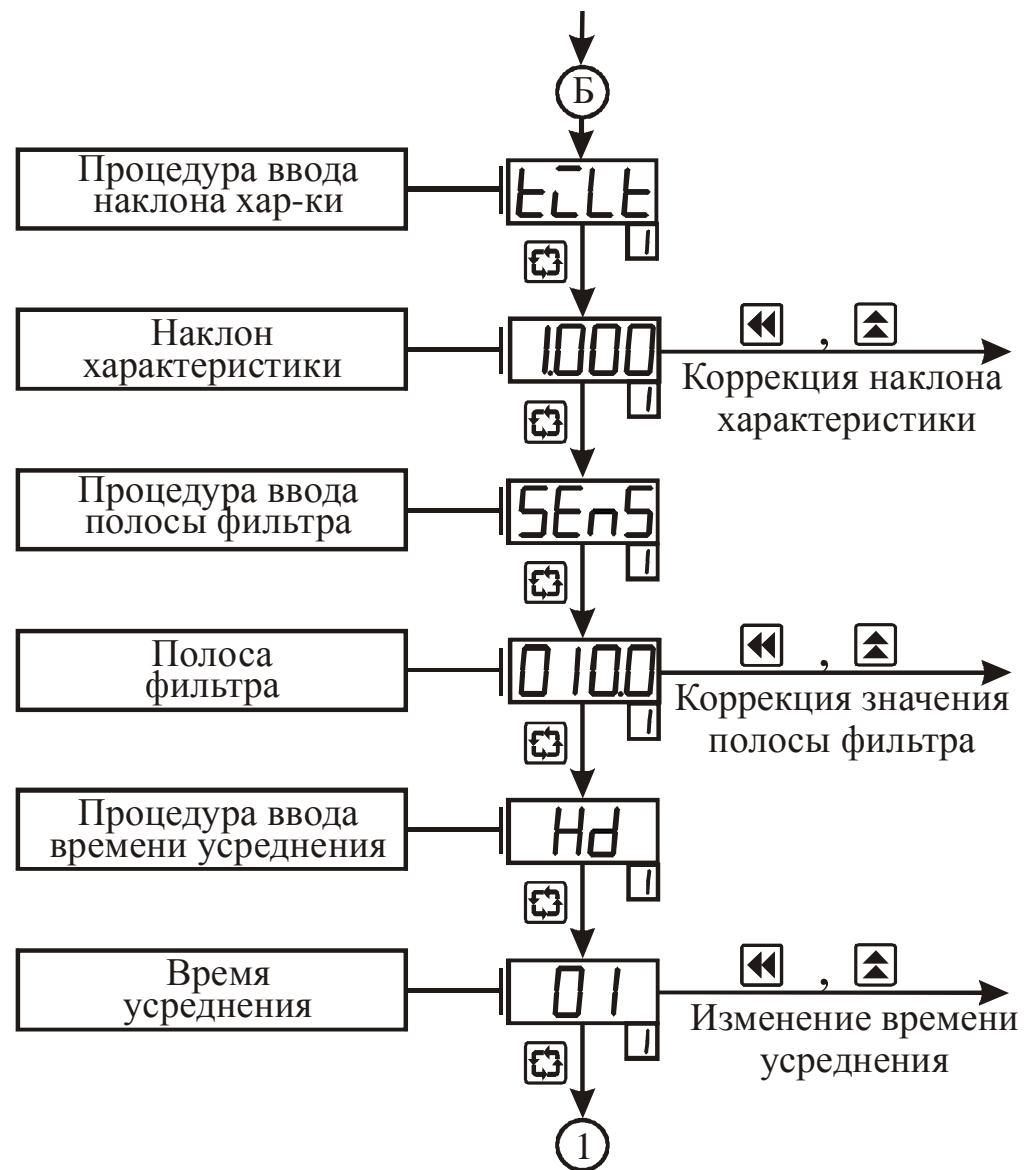 Б
Процедура ввода
наклона хар-ки
tiLt
1
Наклон
характеристики
1.000
1
,
Коррекция наклона
характеристики
Процедура ввода
полосы фильтра
SEnS
1
Полоса
фильтра
010.0
1
,
Коррекция значения
полосы фильтра
Процедура ввода
времени усреднения
Hd
1
Время
усреднения
01
1
,
Изменение времени
усреднения
1